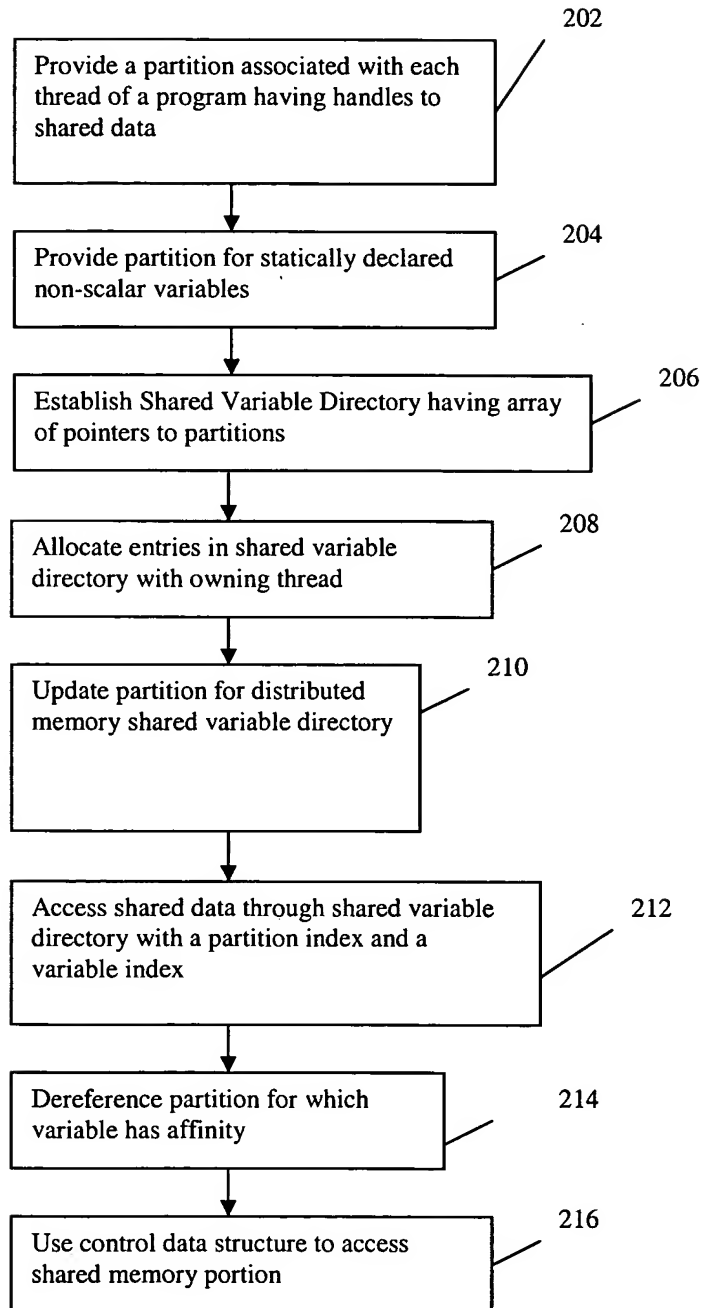 202
Provide a partition associated with each
thread of a program having handles to
shared data
204
Provide partition for statically declared
non-scalar variables
206
Establish Shared Variable Directory having array
of pointers to partitions
208
Allocate entries in shared variable
directory with owning thread
210
Update partition for distributed
memory shared variable directory
212
Access shared data through shared variable
directory with a partition index and a
variable index
214
Dereference partition for which
variable has affinity
216
Use control data structure to access
shared memory portion